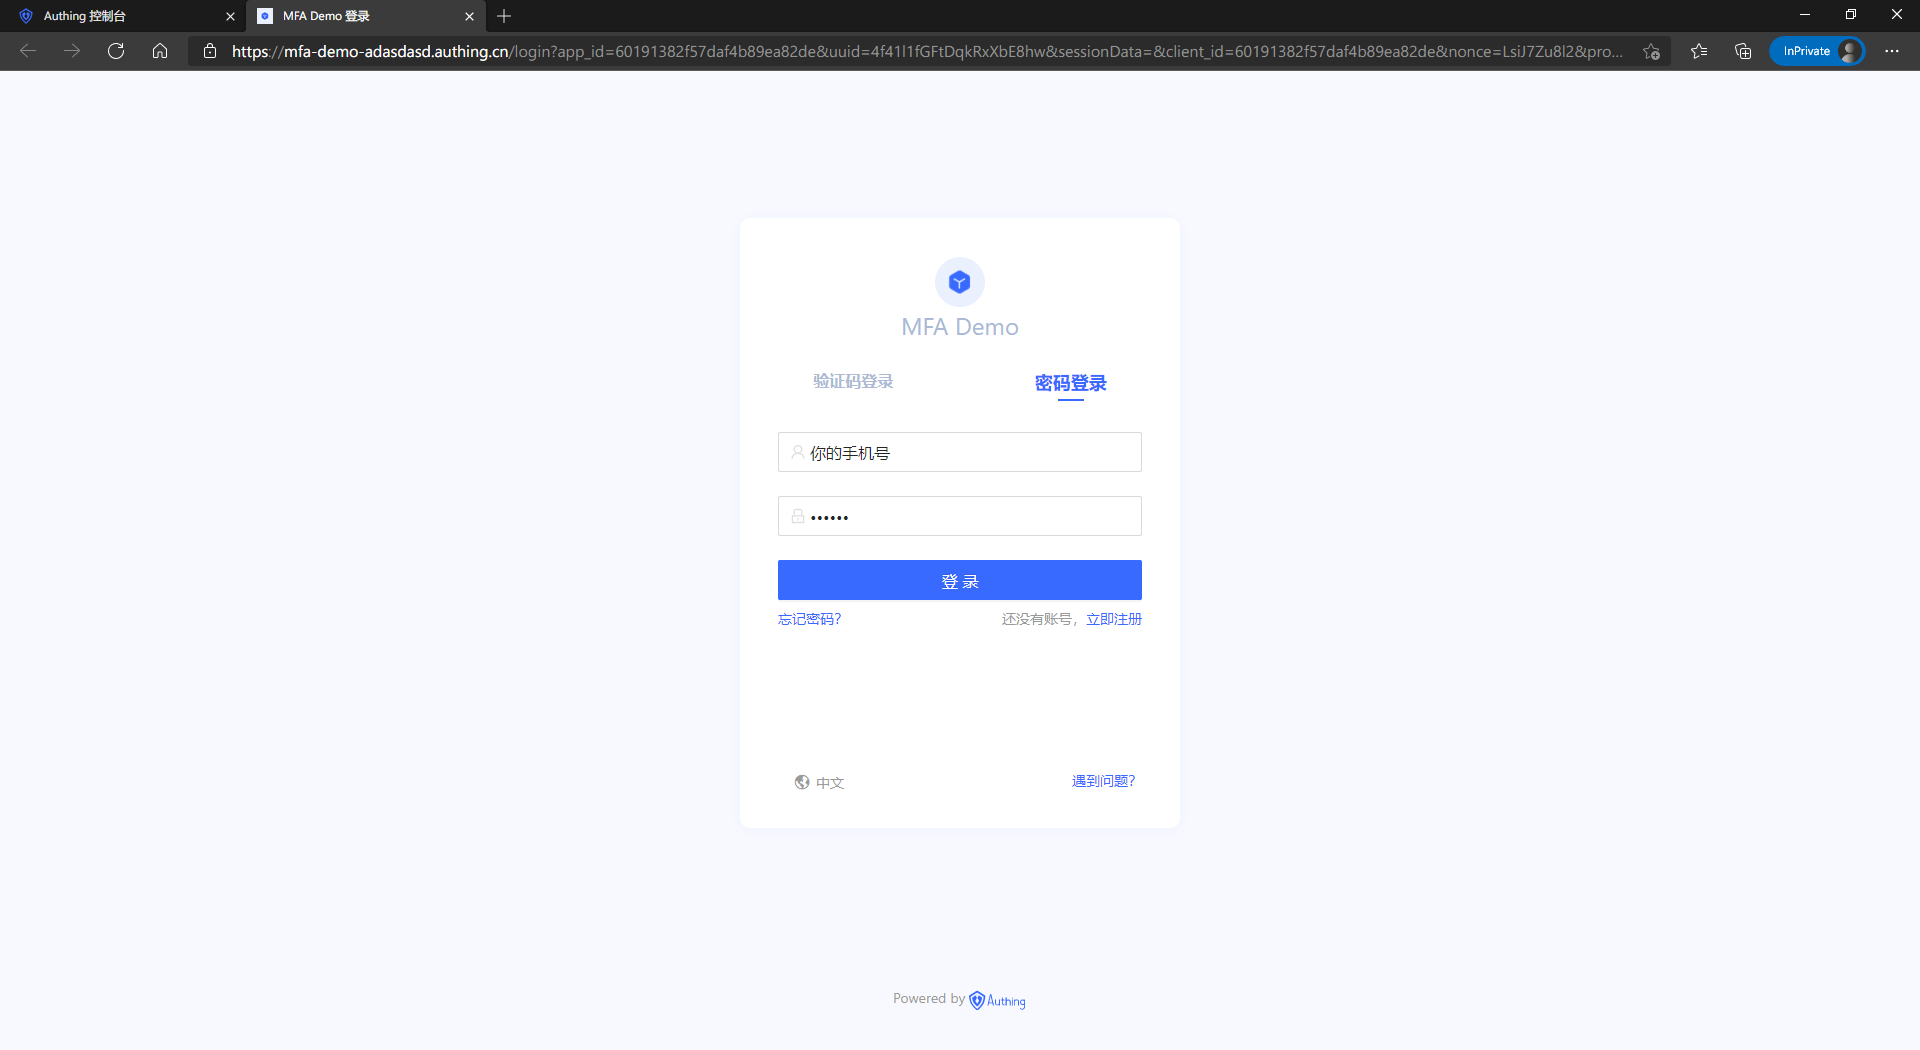 Authing 控制台
MFA Demo 登录
https://mfa-demo-adasdasd.authing.cn/login?app_id=60191382f57daf4b89ea82de&uuid=4f41l1fGFtDqkRxXbE8hw&sessionData=&client_id=60191382f57daf4b89ea82de&nonce=LsiJ7Zu8l2&pro...
InPrivate
MFA Demo
验证码登录
密码登录
你的手机号
••••••
登 录
忘记密码?
还没有账号，立即注册
中文
遇到问题?
Powered by Authing